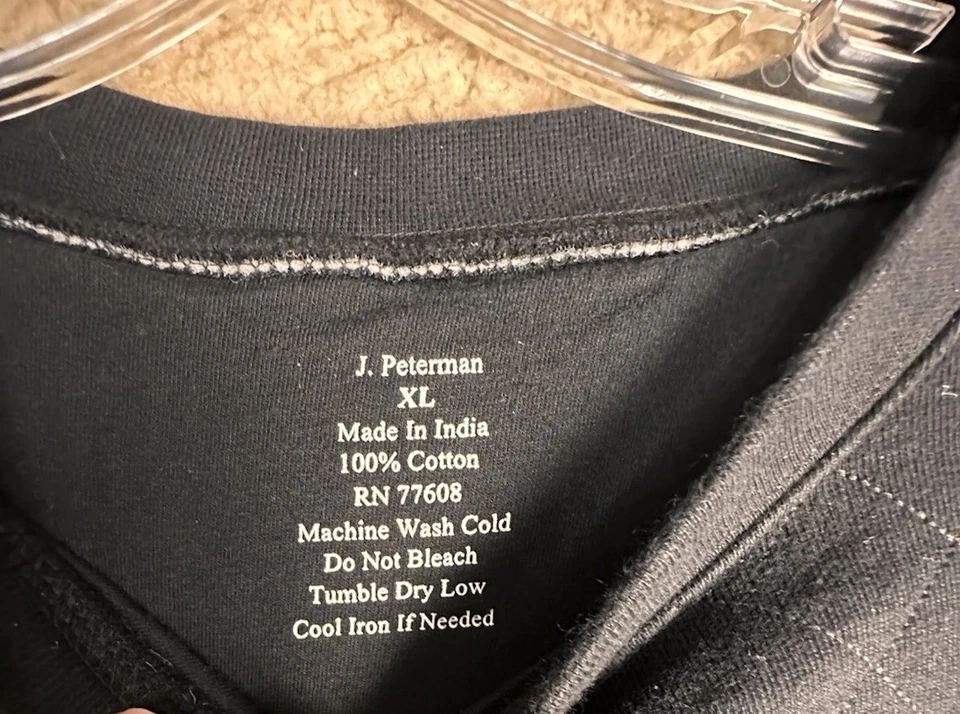 J. Peterman
XL
Made In India
100% Cotton
RN 77608
Machine Wash Cold
Do Not Bleach
Tumble Dry Low
Cool Iron If Needed